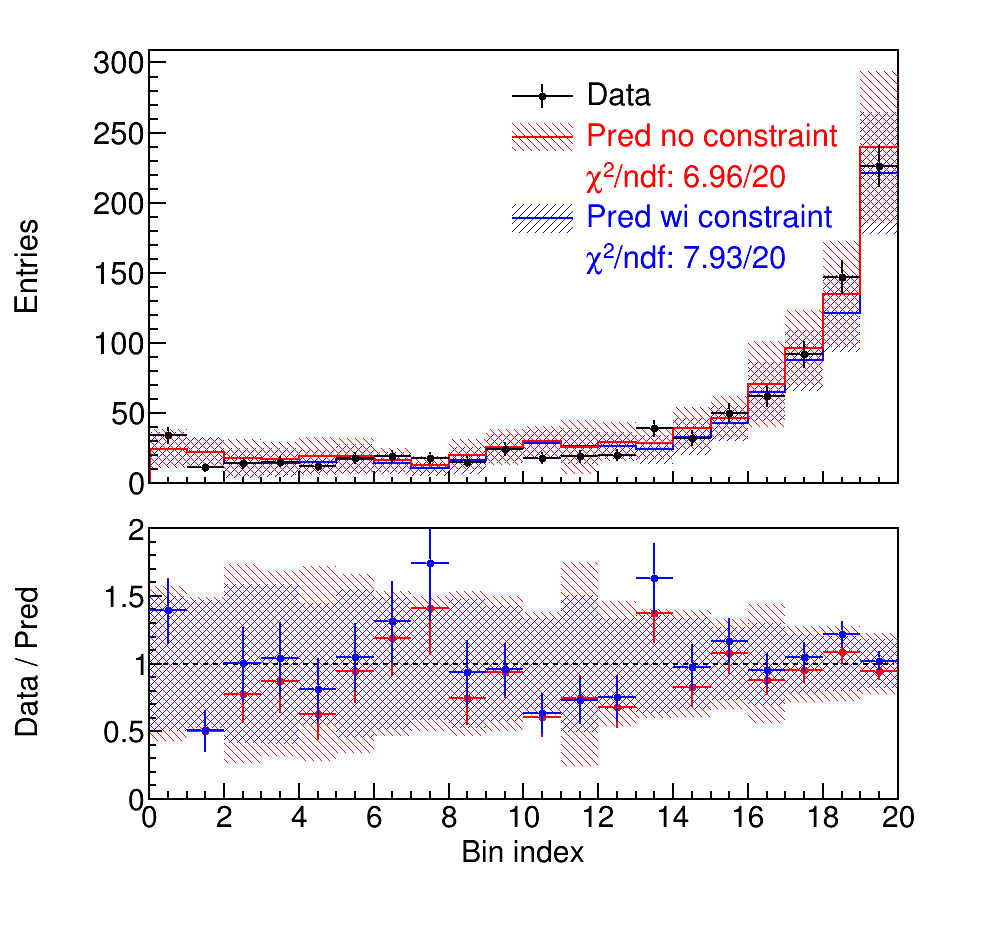 300
250
200
150
100
50
0
Entries
Data
Pred no constraint
χ²/ndf: 6.96/20
Pred wi constraint
χ²/ndf: 7.93/20
2
1.5
1
0.5
0
Data / Pred
0 2 4 6 8 10 12 14 16 18 20
Bin index